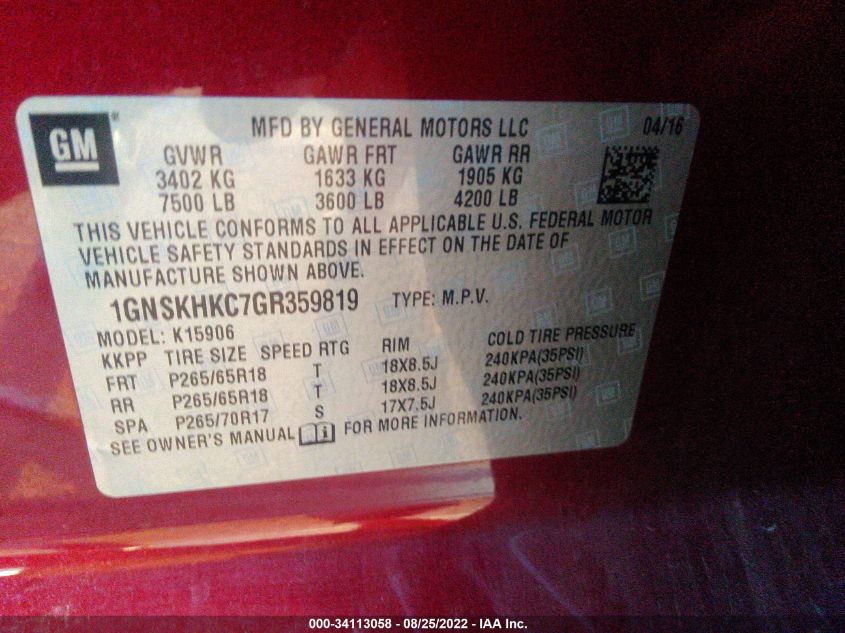 GM
MFD BY GENERAL MOTORS LLC 04/16
GVWR GAWR FRT GAWR RR
3402 KG 1633 KG 1905 KG
7500 LB 3600 LB 4200 LB
THIS VEHICLE CONFORMS TO ALL APPLICABLE U.S. FEDERAL MOTOR
VEHICLE SAFETY STANDARDS IN EFFECT ON THE DATE OF
MANUFACTURE SHOWN ABOVE.
1GNSKHKC7GR359819 TYPE: M.P.V.
MODEL: K15906
KKPP TIRE SIZE SPEED RTG RIM COLD TIRE PRESSURE
FRT P265/65R18 T 18X8.5J 240KPA(35PSI)
RR P265/65R18 T 18X8.5J 240KPA(35PSI)
SPA P265/70R17 S 17X7.5J 240KPA(35PSI)
SEE OWNER'S MANUAL FOR MORE INFORMATION.
000-34113058 - 08/25/2022 - IAA Inc.